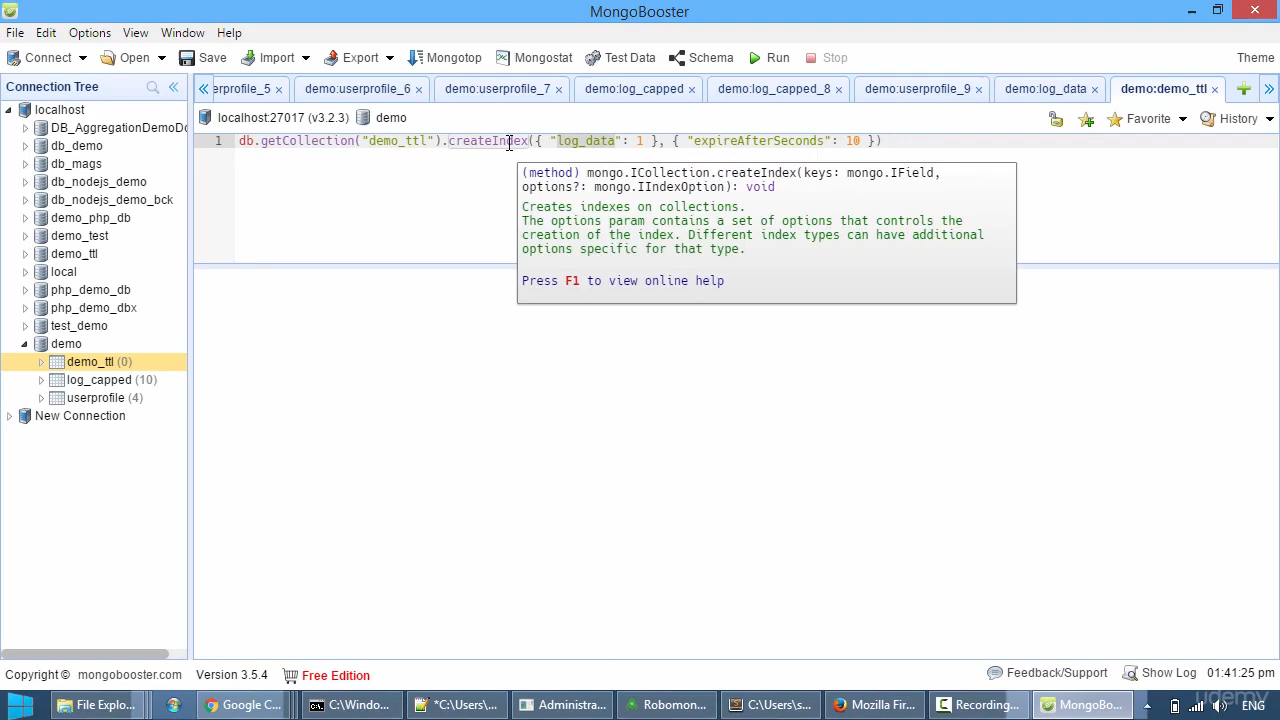 MongoBooster
File Edit Options View Window Help
Connect Open Save Import Export Mongotop Mongostat Test Data Schema Run Stop Theme
Connection Tree
erprofile_5 demo:userprofile_6 demo:userprofile_7 demo:log_capped demo:log_capped_8 demo:userprofile_9 demo:log_data demo:demo_ttl
localhost:27017 (v3.2.3) demo Favorite History
1 db.getCollection("demo_ttl").createIndex({ "log_data": 1 }, { "expireAfterSeconds": 10 })
(method) mongo.ICollection.createIndex(keys: mongo.IField,
options?: mongo.IIndexOption): void
Creates indexes on collections.
The options param contains a set of options that controls the
creation of the index. Different index types can have additional
options specific for that type.
Press F1 to view online help
localhost
DB_AggregationDemoDo
db_demo
db_mags
db_nodejs_demo
db_nodejs_demo_bck
demo_php_db
demo_test
demo_ttl
local
php_demo_db
php_demo_dbx
test_demo
demo
demo_ttl (0)
log_capped (10)
userprofile (4)
New Connection
Copyright © mongobooster.com Version 3.5.4 Free Edition Feedback/Support Show Log 01:41:25 pm
File Explo... Google C... C:\Windo... *C:\Users\... Administra... Robomon... C:\Users\s... Mozilla Fir... Recording... MongoBo... ENG
udemy